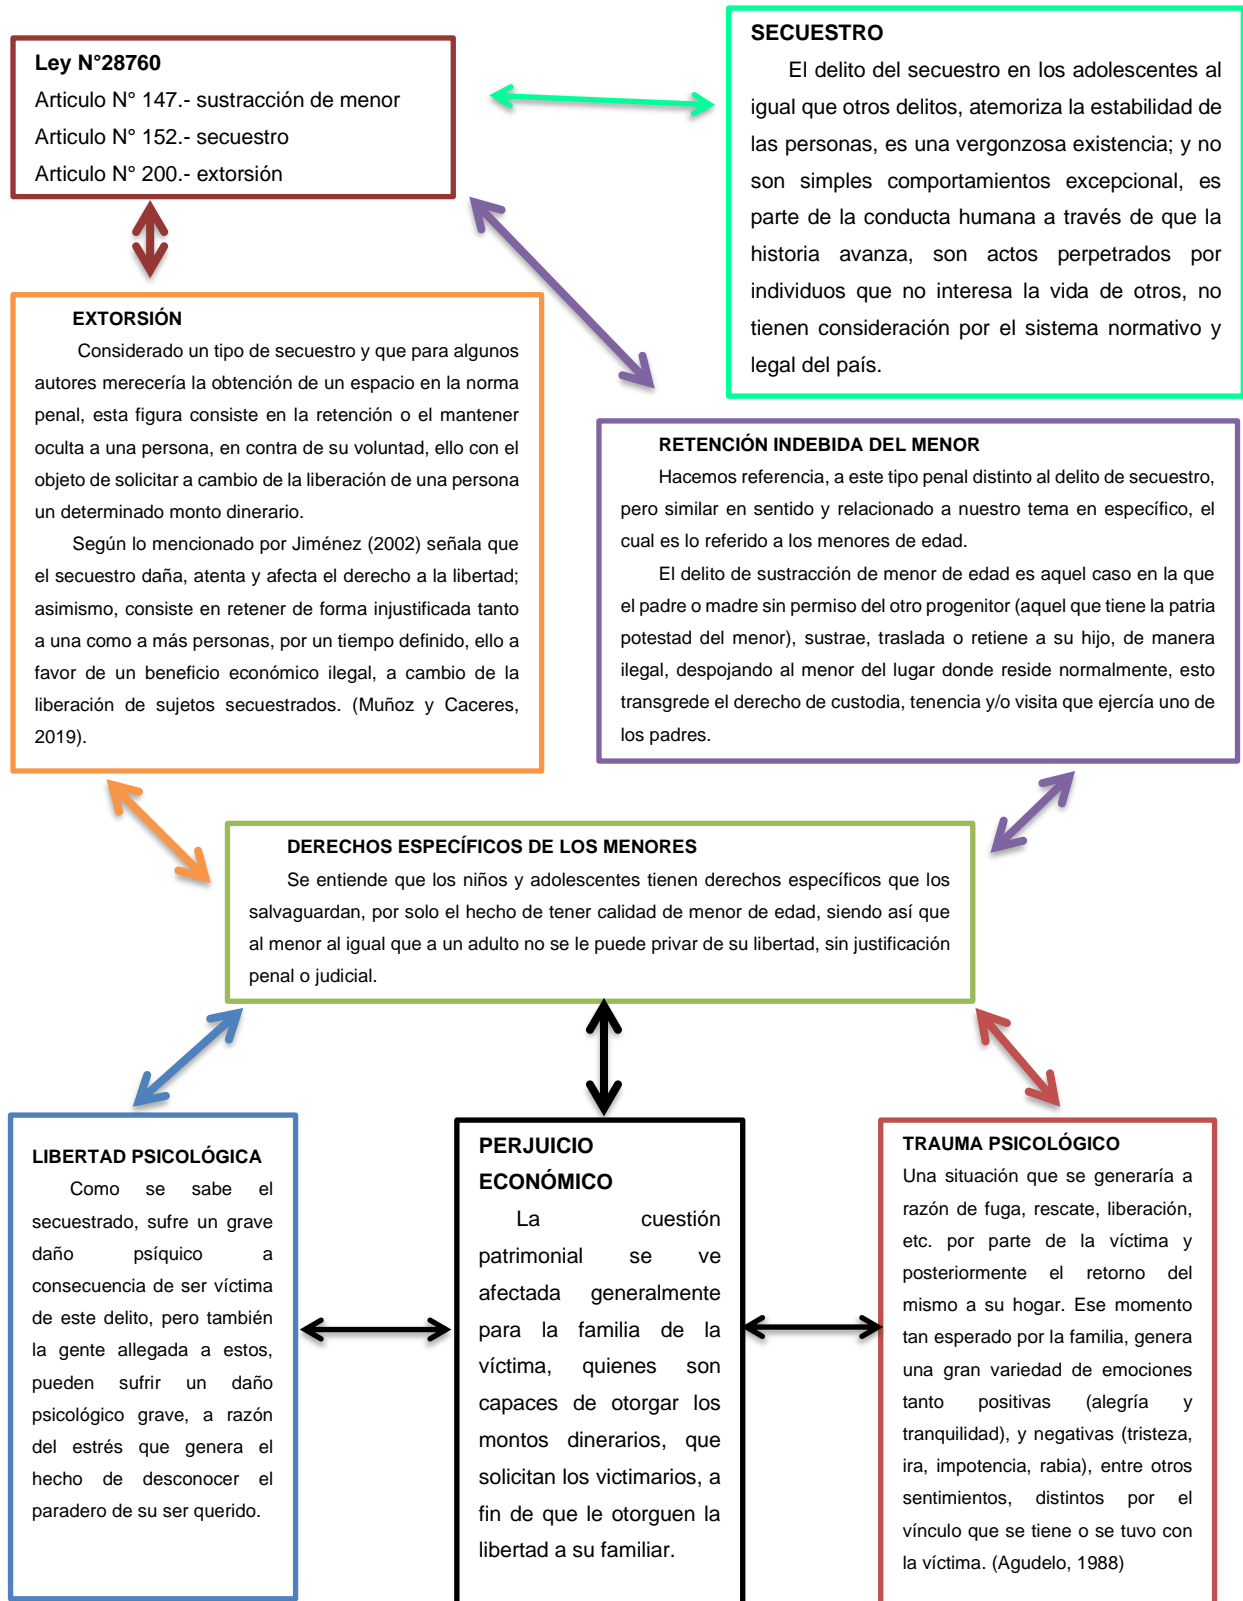 Ley N°28760
Articulo N° 147.- sustracción de menor
Articulo N° 152.- secuestro
Articulo N° 200.- extorsión
SECUESTRO
El delito del secuestro en los adolescentes al
igual que otros delitos, atemoriza la estabilidad de
las personas, es una vergonzosa existencia; y no
son simples comportamientos excepcional, es
parte de la conducta humana a través de que la
historia avanza, son actos perpetrados por
individuos que no interesa la vida de otros, no
tienen consideración por el sistema normativo y
legal del país.
EXTORSIÓN
Considerado un tipo de secuestro y que para algunos
autores merecería la obtención de un espacio en la norma
penal, esta figura consiste en la retención o el mantener
oculta a una persona, en contra de su voluntad, ello con el
objeto de solicitar a cambio de la liberación de una persona
un determinado monto dinerario.
Según lo mencionado por Jiménez (2002) señala que
el secuestro daña, atenta y afecta el derecho a la libertad;
asimismo, consiste en retener de forma injustificada tanto
a una como a más personas, por un tiempo definido, ello a
favor de un beneficio económico ilegal, a cambio de la
liberación de sujetos secuestrados. (Muñoz y Caceres,
2019).
RETENCIÓN INDEBIDA DEL MENOR
Hacemos referencia, a este tipo penal distinto al delito de secuestro,
pero similar en sentido y relacionado a nuestro tema en específico, el
cual es lo referido a los menores de edad.
El delito de sustracción de menor de edad es aquel caso en la que
el padre o madre sin permiso del otro progenitor (aquel que tiene la patria
potestad del menor), sustrae, traslada o retiene a su hijo, de manera
ilegal, despojando al menor del lugar donde reside normalmente, esto
transgrede el derecho de custodia, tenencia y/o visita que ejercía uno de
los padres.
DERECHOS ESPECÍFICOS DE LOS MENORES
Se entiende que los niños y adolescentes tienen derechos específicos que los
salvaguardan, por solo el hecho de tener calidad de menor de edad, siendo así que
al menor al igual que a un adulto no se le puede privar de su libertad, sin justificación
penal o judicial.
LIBERTAD PSICOLÓGICA
Como se sabe el
secuestrado, sufre un grave
daño psíquico a
consecuencia de ser víctima
de este delito, pero también
la gente allegada a estos,
pueden sufrir un daño
psicológico grave, a razón
del estrés que genera el
hecho de desconocer el
paradero de su ser querido.
PERJUICIO
ECONÓMICO
La cuestión
patrimonial se ve
afectada generalmente
para la familia de la
víctima, quienes son
capaces de otorgar los
montos dinerarios, que
solicitan los victimarios, a
fin de que le otorguen la
libertad a su familiar.
TRAUMA PSICOLÓGICO
Una situación que se generaría a
razón de fuga, rescate, liberación,
etc. por parte de la víctima y
posteriormente el retorno del
mismo a su hogar. Ese momento
tan esperado por la familia, genera
una gran variedad de emociones
tanto positivas (alegría y
tranquilidad), y negativas (tristeza,
ira, impotencia, rabia), entre otros
sentimientos, distintos por el
vínculo que se tiene o se tuvo con
la víctima. (Agudelo, 1988)